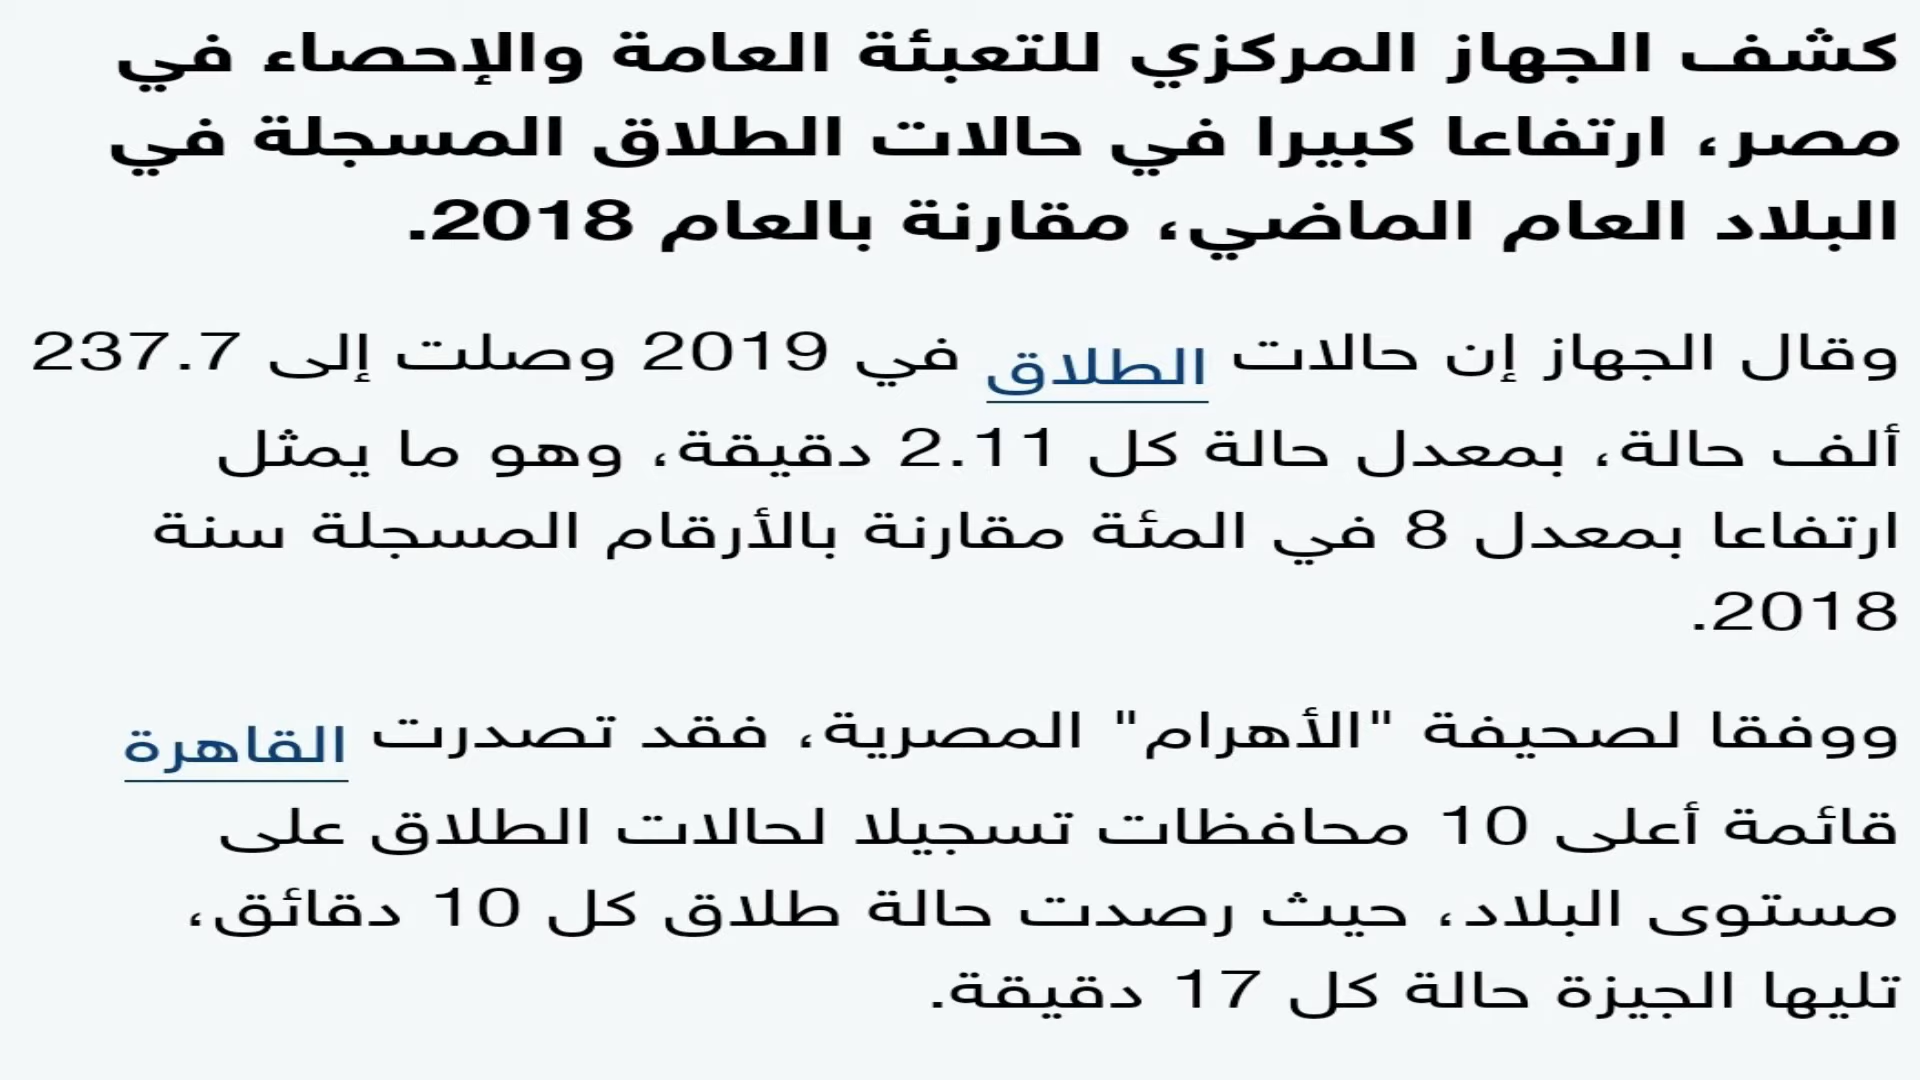 كشف الجهاز المركزي للتعبئة العامة والإحصاء في
مصر، ارتفاعا كبيرا في حالات الطلاق المسجلة في
البلاد العام الماضي، مقارنة بالعام 2018.
وقال الجهاز إن حالات الطلاق في 2019 وصلت إلى 237.7
ألف حالة، بمعدل حالة كل 2.11 دقيقة، وهو ما يمثل
ارتفاعا بمعدل 8 في المئة مقارنة بالأرقام المسجلة سنة
2018.
ووفقا لصحيفة "الأهرام" المصرية، فقد تصدرت القاهرة
قائمة أعلى 10 محافظات تسجيلا لحالات الطلاق على
مستوى البلاد، حيث رصدت حالة طلاق كل 10 دقائق،
تليها الجيزة حالة كل 17 دقيقة.